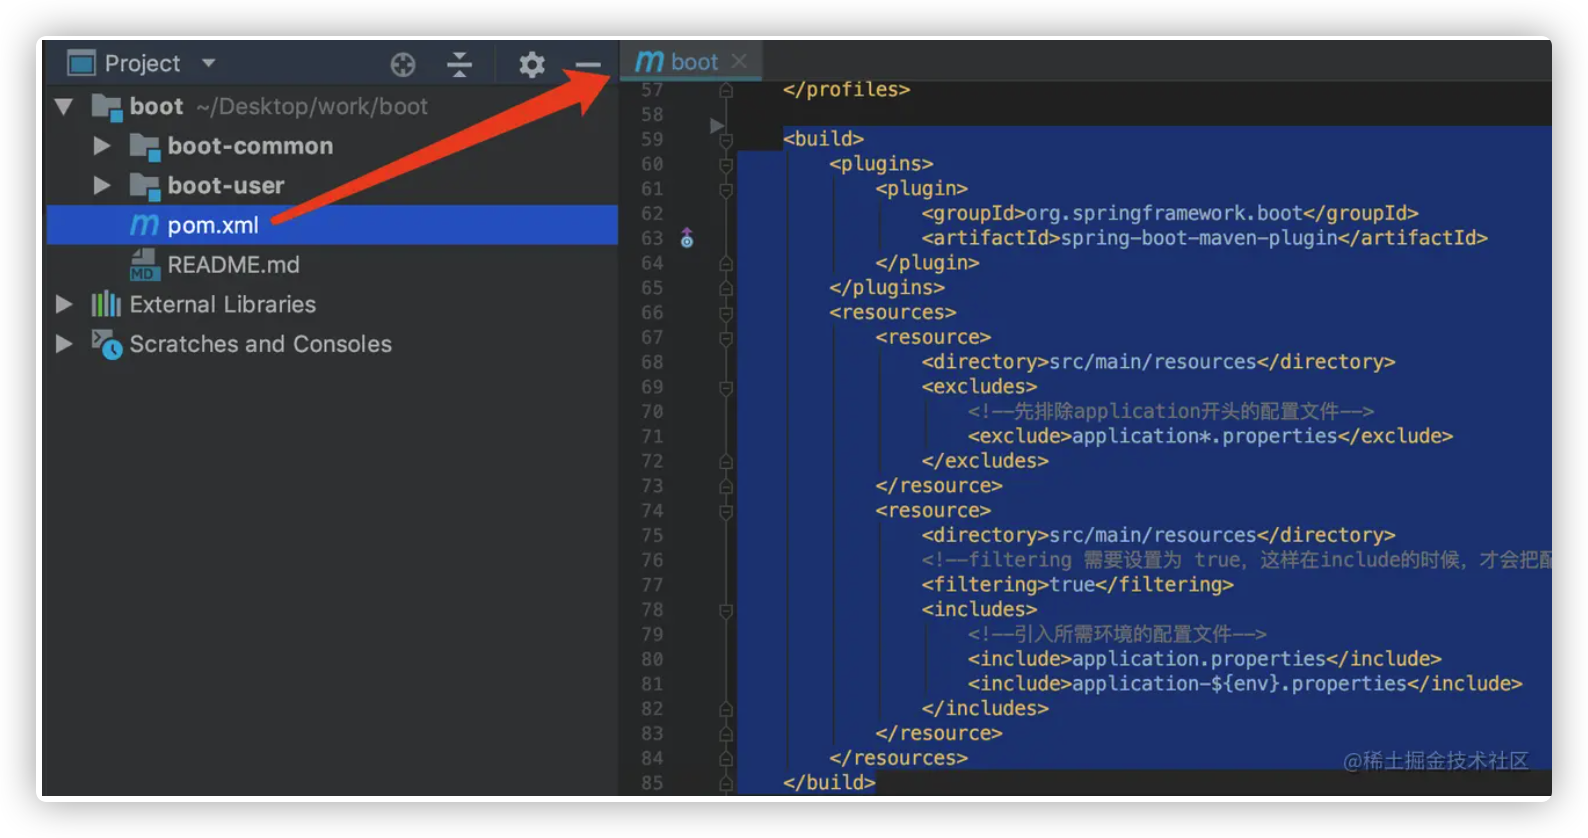 Project
boot ~/Desktop/work/boot
boot-common
boot-user
pom.xml
README.md
External Libraries
Scratches and Consoles
boot
57 </profiles>
58
59 <build>
60 <plugins>
61 <plugin>
62 <groupId>org.springframework.boot</groupId>
63 <artifactId>spring-boot-maven-plugin</artifactId>
64 </plugin>
65 </plugins>
66 <resources>
67 <resource>
68 <directory>src/main/resources</directory>
69 <excludes>
70 <!--先排除application开头的配置文件-->
71 <exclude>application*.properties</exclude>
72 </excludes>
73 </resource>
74 <resource>
75 <directory>src/main/resources</directory>
76 <!--filtering 需要设置为 true，这样在include的时候，才会把配
77 <filtering>true</filtering>
78 <includes>
79 <!--引入所需环境的配置文件-->
80 <include>application.properties</include>
81 <include>application-${env}.properties</include>
82 </includes>
83 </resource>
84 </resources>
85 </build>
@稀土掘金技术社区